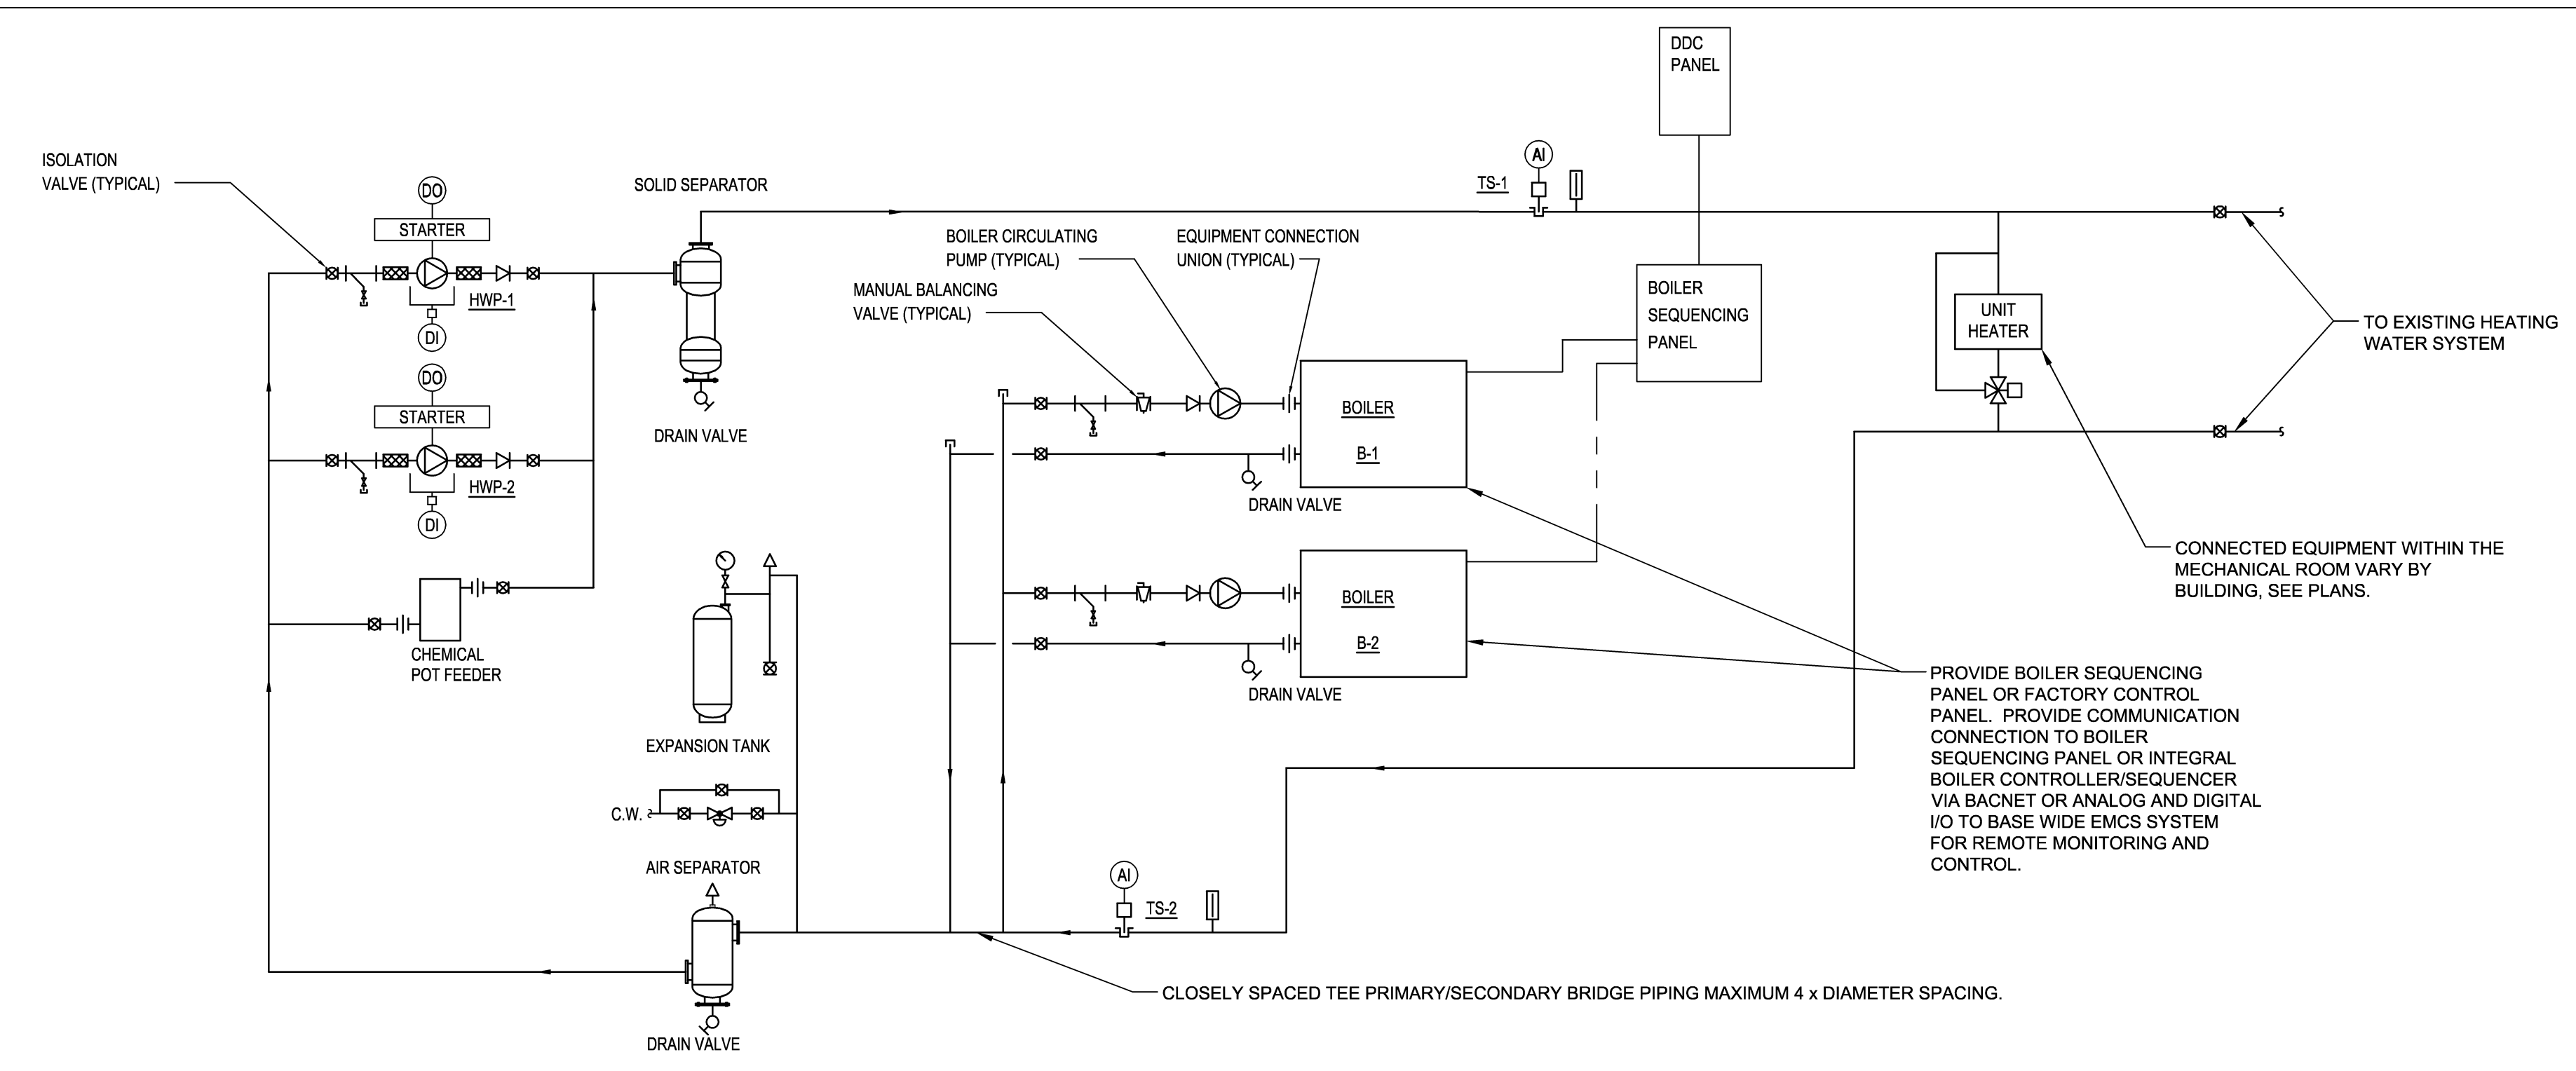 DDC
PANEL
ISOLATION
VALVE (TYPICAL)
DO
STARTER
HWP-1
DI
DO
STARTER
HWP-2
DI
SOLID SEPARATOR
DRAIN VALVE
CHEMICAL
POT FEEDER
EXPANSION TANK
C.W.
AIR SEPARATOR
DRAIN VALVE
BOILER CIRCULATING
PUMP (TYPICAL)
EQUIPMENT CONNECTION
UNION (TYPICAL)
MANUAL BALANCING
VALVE (TYPICAL)
AI
TS-1
BOILER
SEQUENCING
PANEL
BOILER
B-1
DRAIN VALVE
BOILER
B-2
DRAIN VALVE
AI
TS-2
UNIT
HEATER
TO EXISTING HEATING
WATER SYSTEM
CONNECTED EQUIPMENT WITHIN THE
MECHANICAL ROOM VARY BY
BUILDING, SEE PLANS.
PROVIDE BOILER SEQUENCING
PANEL OR FACTORY CONTROL
PANEL. PROVIDE COMMUNICATION
CONNECTION TO BOILER
SEQUENCING PANEL OR INTEGRAL
BOILER CONTROLLER/SEQUENCER
VIA BACNET OR ANALOG AND DIGITAL
I/O TO BASE WIDE EMCS SYSTEM
FOR REMOTE MONITORING AND
CONTROL.
CLOSELY SPACED TEE PRIMARY/SECONDARY BRIDGE PIPING MAXIMUM 4 x DIAMETER SPACING.